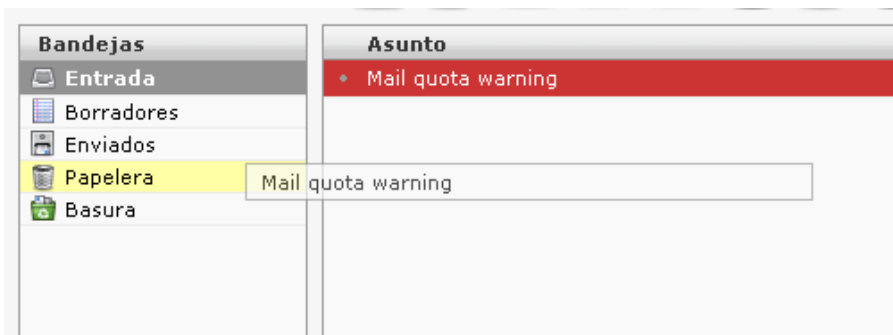 Bandejas
Entrada
Borradores
Enviados
Papelera
Basura
Asunto
Mail quota warning
Mail quota warning